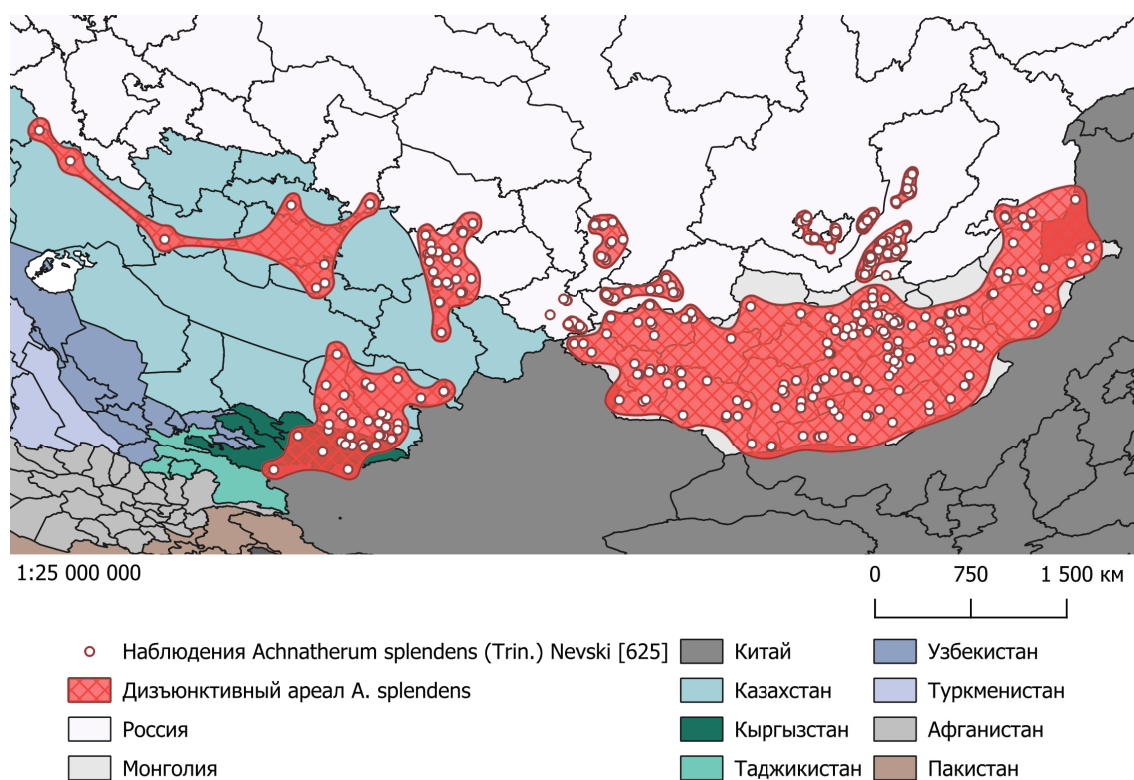 1:25 000 000
0 750 1 500 км
Наблюдения Achnatherum splendens (Trin.) Nevski [625]
Дизъюнктивный ареал A. splendens
Россия
Монголия
Китай
Казахстан
Кыргызстан
Таджикистан
Узбекистан
Туркменистан
Афганистан
Пакистан